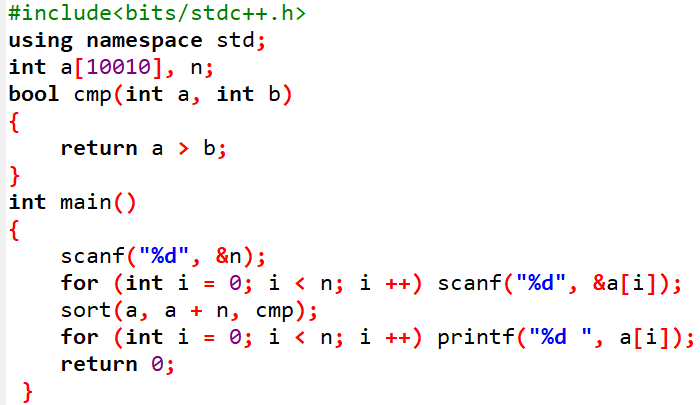 #include<bits/stdc++.h>
using namespace std;
int a[10010], n;
bool cmp(int a, int b)
{
    return a > b;
}
int main()
{
    scanf("%d", &n);
    for (int i = 0; i < n; i ++) scanf("%d", &a[i]);
    sort(a, a + n, cmp);
    for (int i = 0; i < n; i ++) printf("%d ", a[i]);
    return 0;
 }